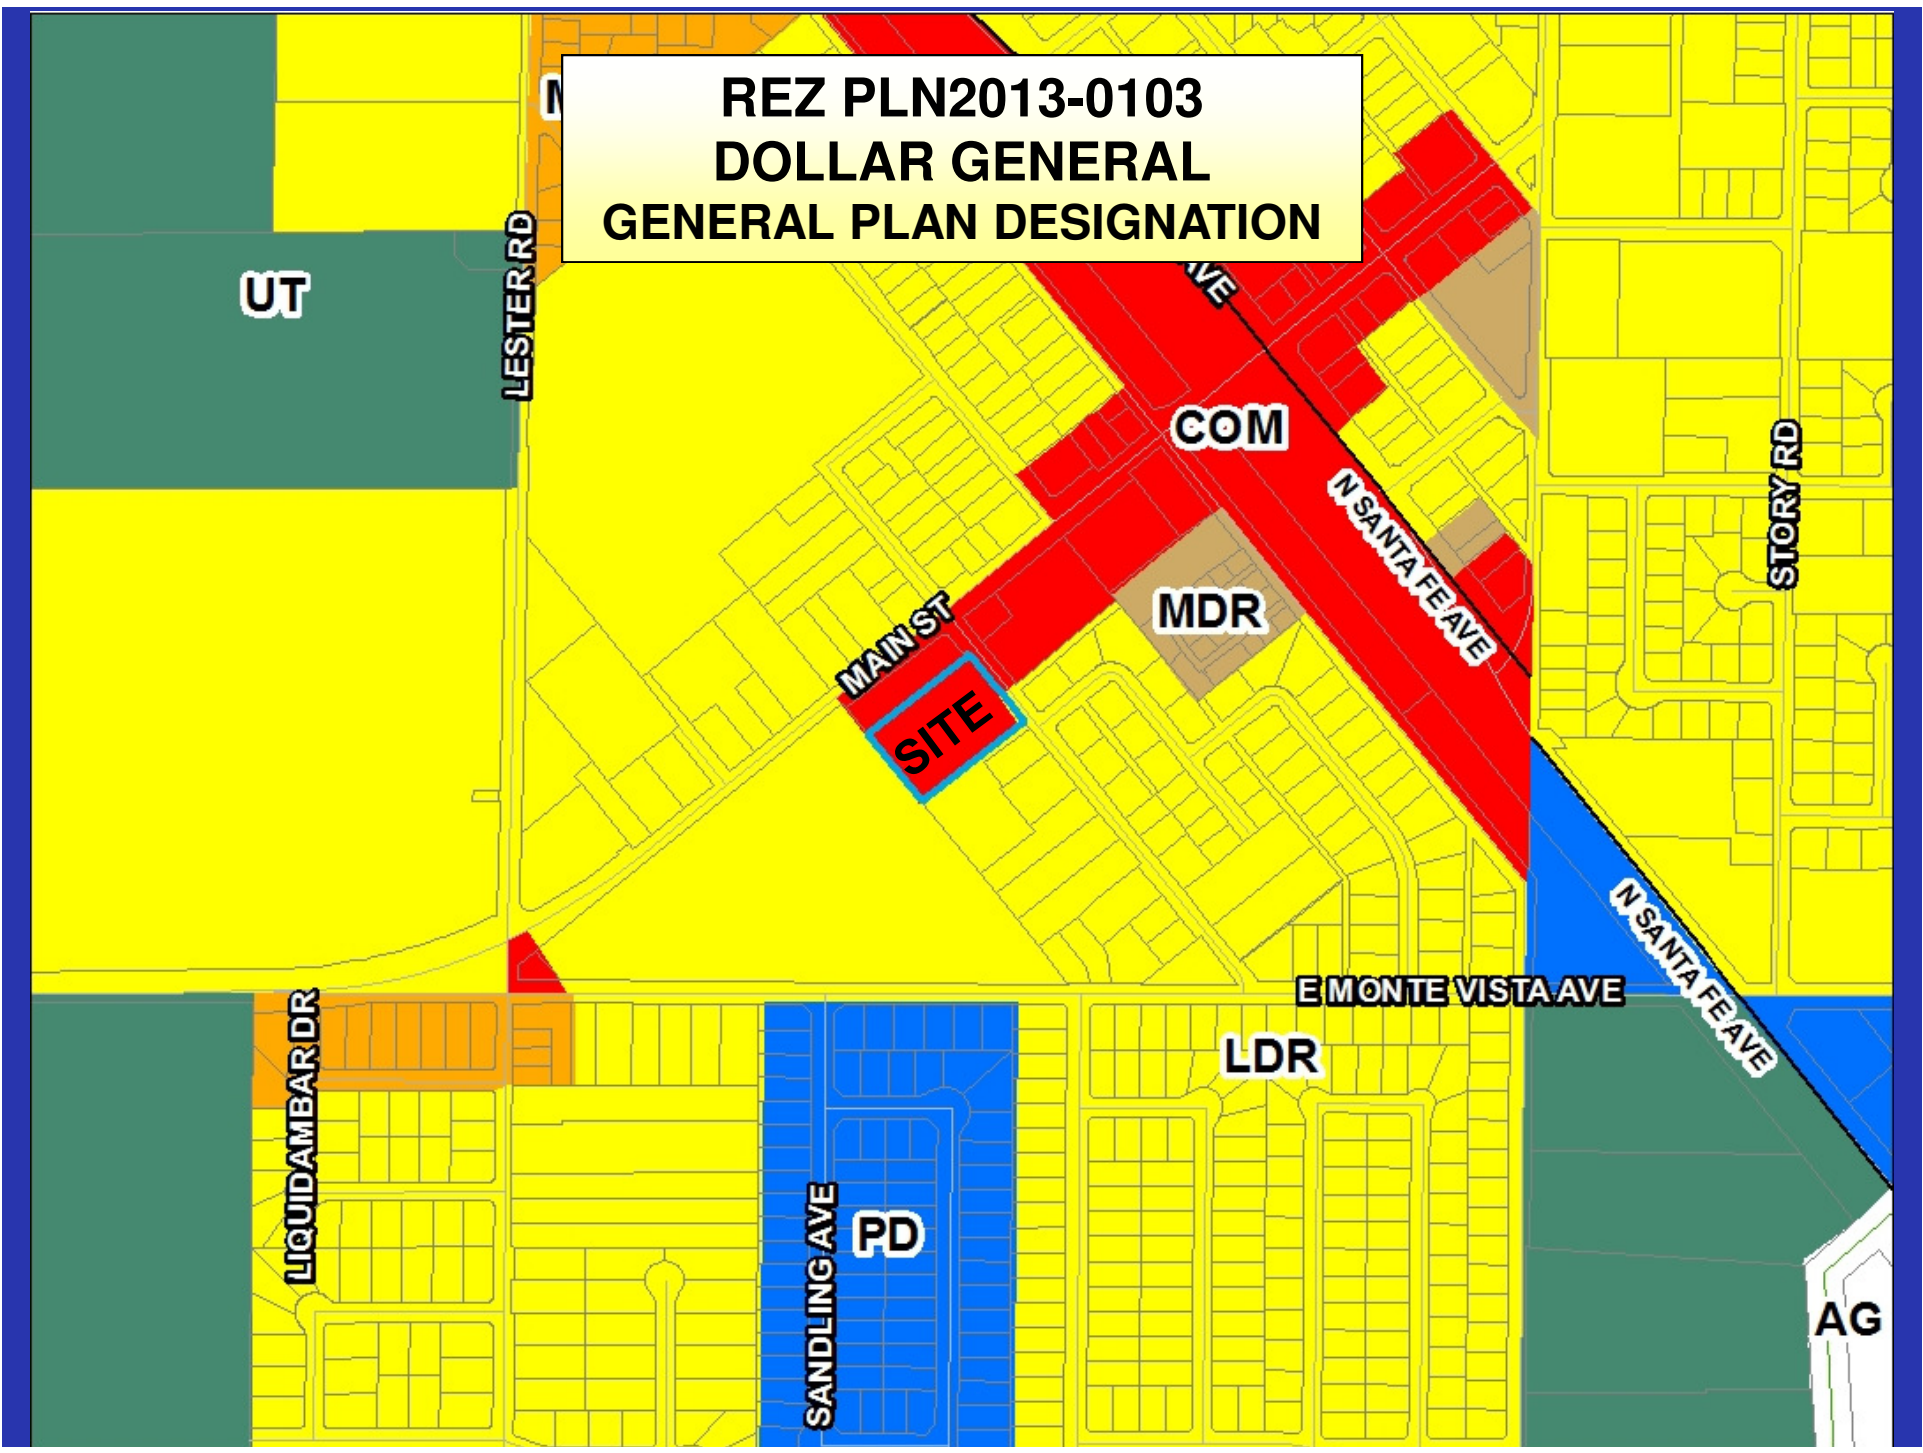 REZ PLN2013-0103
DOLLAR GENERAL
GENERAL PLAN DESIGNATION
UT
LESTER RD
AVE
COM
N SANTA FE AVE
STORY RD
MAIN ST
MDR
SITE
N SANTA FE AVE
E MONTE VISTA AVE
LIQUIDAMBAR DR
LDR
SANDLING AVE
PD
AG